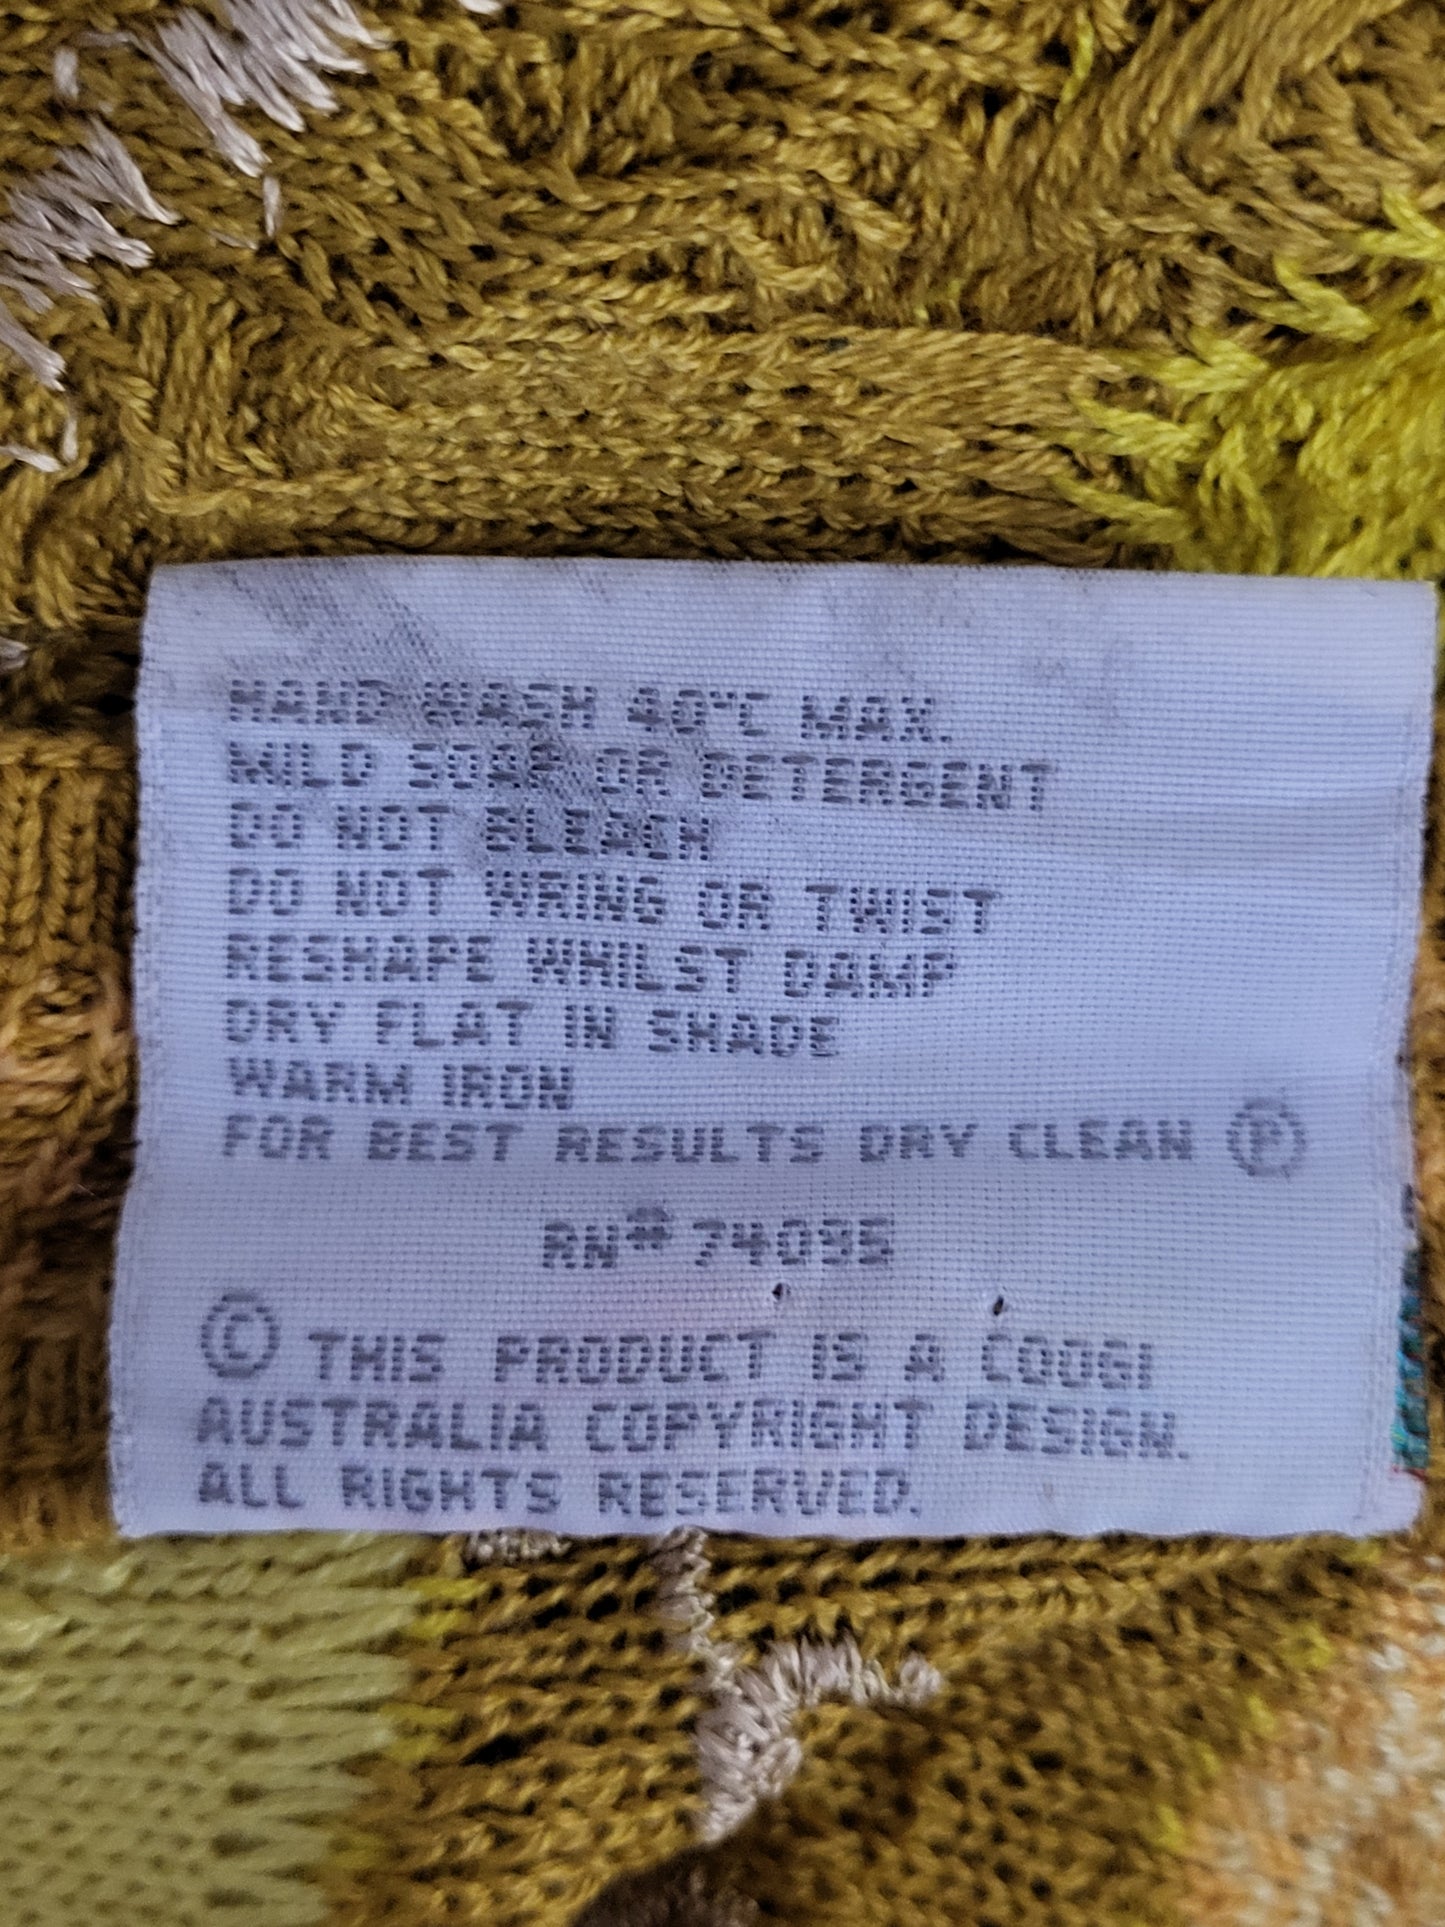 HAND WASH 40°C MAX.
MILD SOAP OR DETERGENT
DO NOT BLEACH
DO NOT WRING OR TWIST
RESHAPE WHILST DAMP
DRY FLAT IN SHADE
WARM IRON
FOR BEST RESULTS DRY CLEAN Ⓟ
RN# 74095
© THIS PRODUCT IS A COOGI
AUSTRALIA COPYRIGHT DESIGN.
ALL RIGHTS RESERVED.